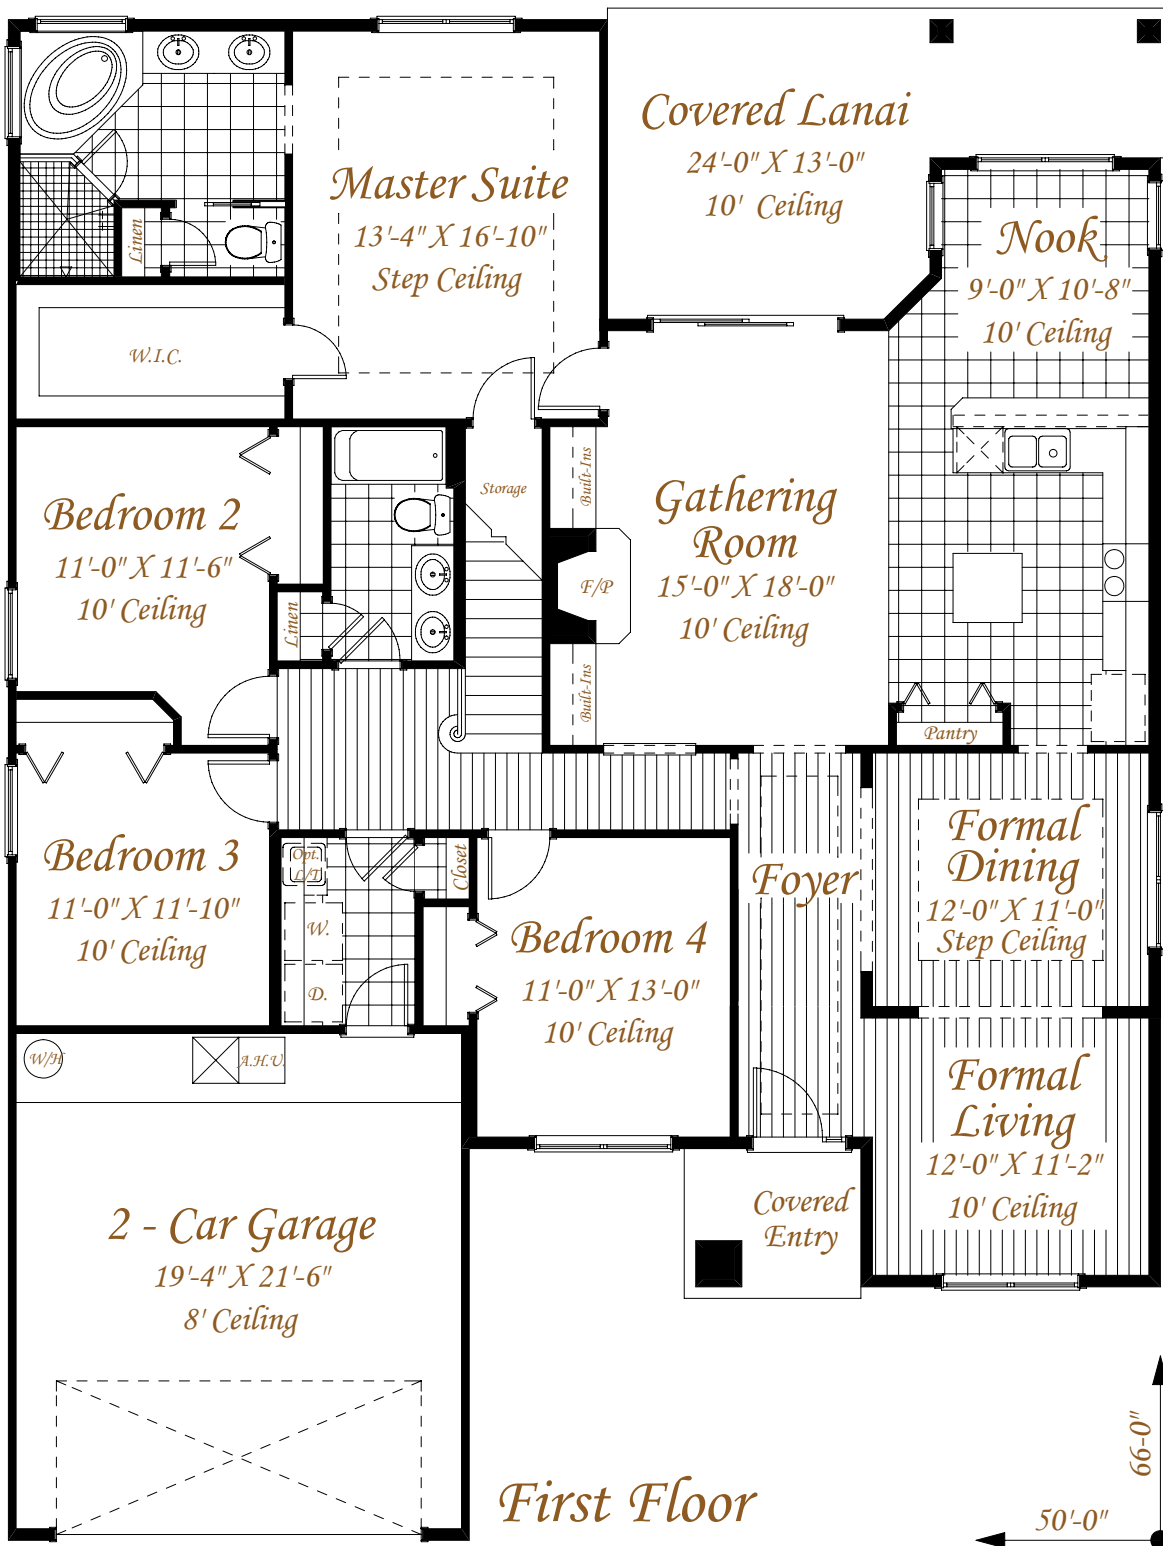 Covered Lanai
24'-0" X 13'-0"
10' Ceiling
Master Suite
13'-4" X 16'-10"
Step Ceiling
Nook
9'-0" X 10'-8"
10' Ceiling
Linen
W.I.C.
Bedroom 2
11'-0" X 11'-6"
10' Ceiling
Linen
Storage
Built-Ins
F/P
Built-Ins
Gathering
Room
15'-0" X 18'-0"
10' Ceiling
Pantry
Bedroom 3
11'-0" X 11'-10"
10' Ceiling
Opt.
L/T
W.
D.
Closet
Bedroom 4
11'-0" X 13'-0"
10' Ceiling
Foyer
Formal
Dining
12'-0" X 11'-0"
Step Ceiling
Formal
Living
12'-0" X 11'-2"
10' Ceiling
W/H
A.H.U.
2 - Car Garage
19'-4" X 21'-6"
8' Ceiling
Covered
Entry
First Floor
66-0"
50'-0"